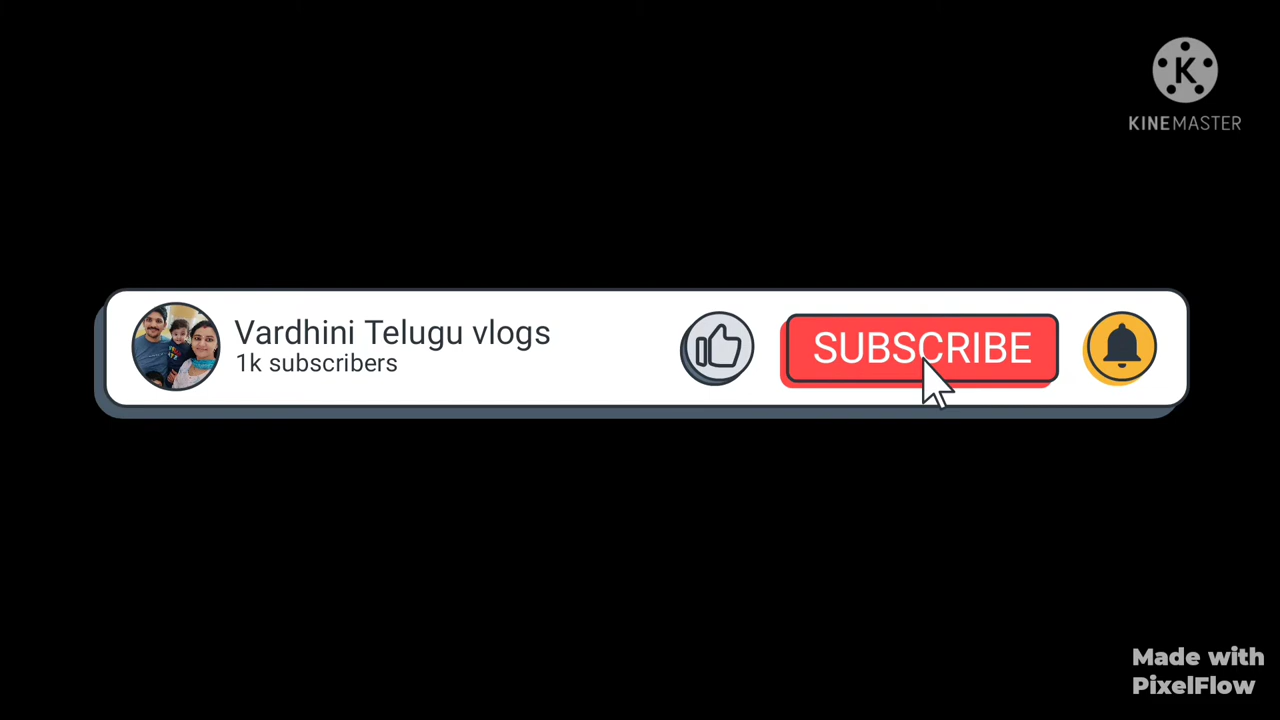 K
KINEMASTER
Vardhini Telugu vlogs
1k subscribers
SUBSCRIBE
Made with
PixelFlow